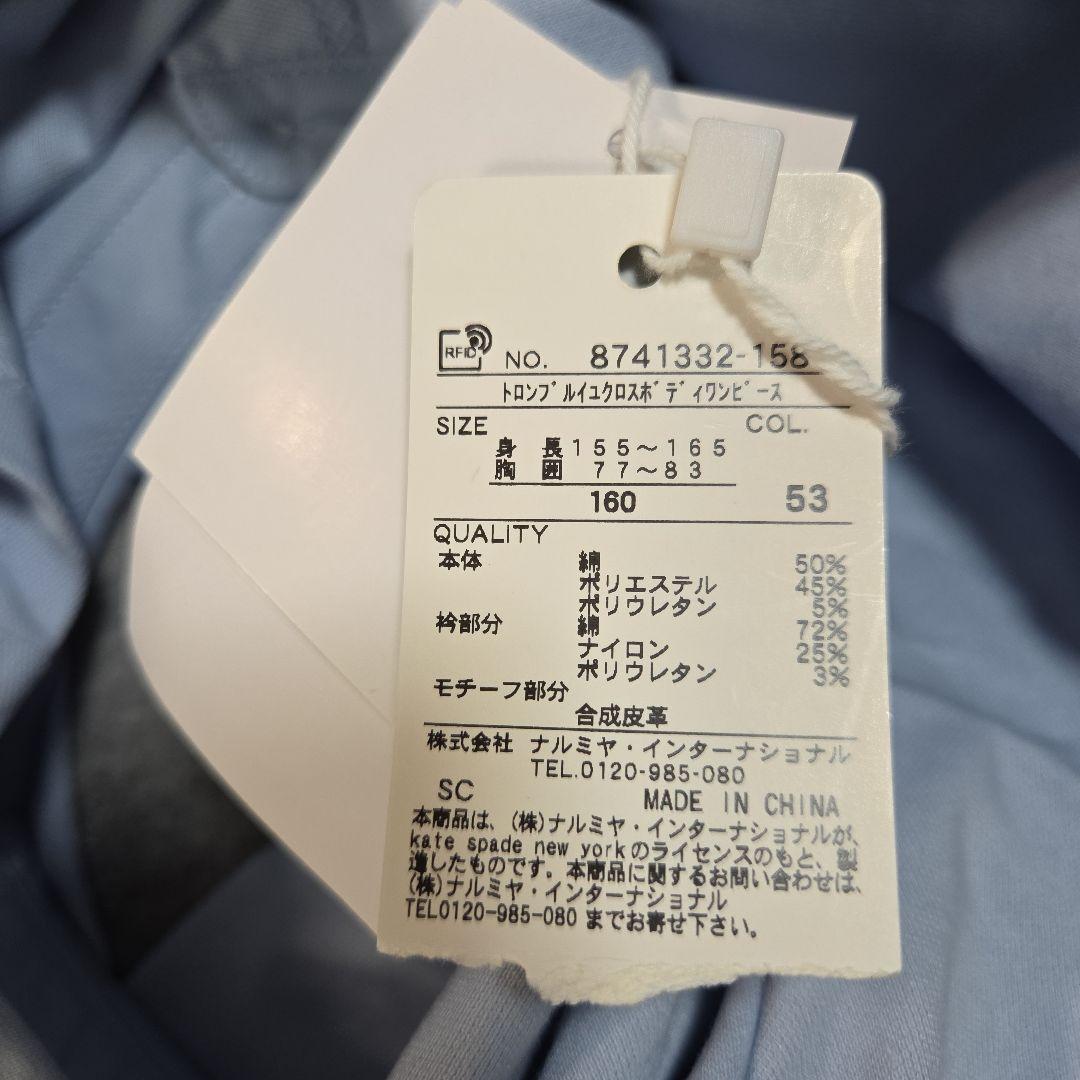 RFID NO. 8741332-158
ﾄﾛﾝﾌﾟﾙｲﾕｸﾛｽﾎﾞﾃﾞｨﾜﾝﾋﾟｰｽ
SIZE COL.
身 長 155～165
胸 囲 77～83
160 53
QUALITY
本体 綿 50%
ポリエステル 45%
ポリウレタン 5%
衿部分 綿 72%
ナイロン 25%
ポリウレタン 3%
モチーフ部分
合成皮革
株式会社 ナルミヤ・インターナショナル
TEL.0120-985-080
SC MADE IN CHINA
本商品は、(株)ナルミヤ・インターナショナルが、
kate spade new yorkのライセンスのもと、製
造したものです。本商品に関するお問い合わせは、
(株)ナルミヤ・インターナショナル
TEL0120-985-080 までお寄せ下さい。